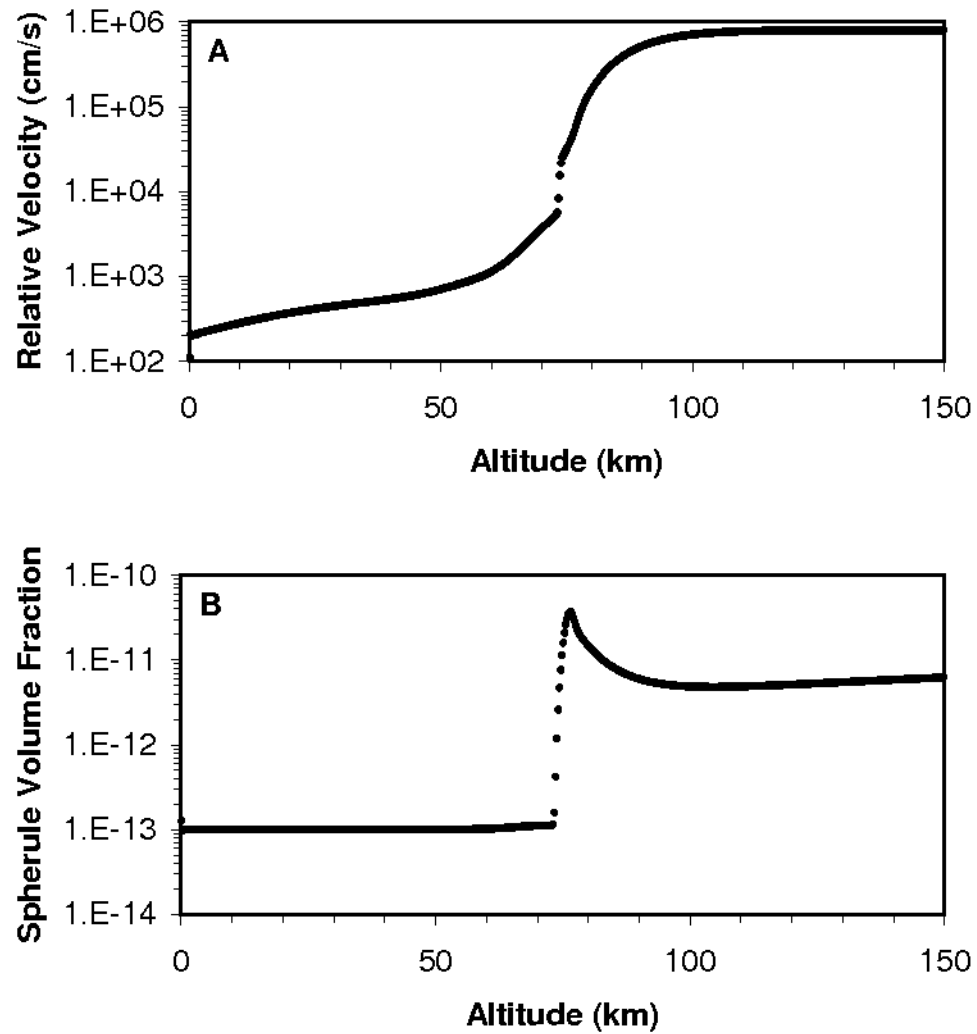 A
Relative Velocity (cm/s)
1.E+06
1.E+05
1.E+04
1.E+03
1.E+02
0 50 100 150
Altitude (km)
B
Spherule Volume Fraction
1.E-10
1.E-11
1.E-12
1.E-13
1.E-14
0 50 100 150
Altitude (km)